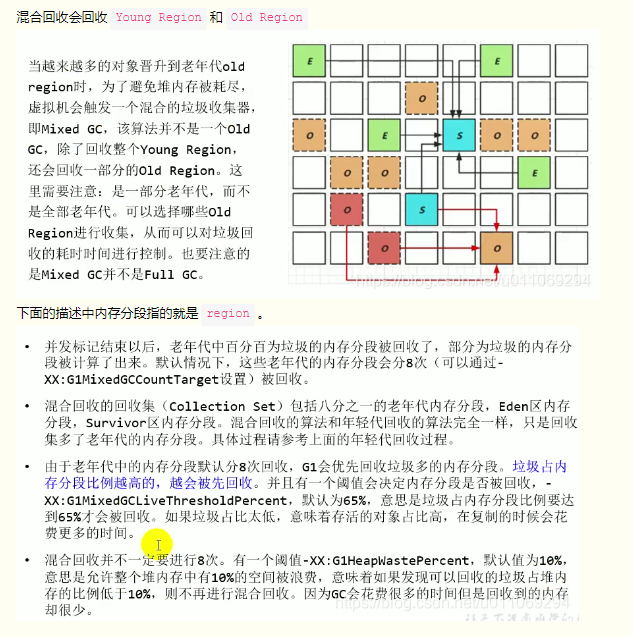 混合回收会回收 Young Region 和 Old Region
当越来越多的对象晋升到老年代old
region时，为了避免堆内存被耗尽，
虚拟机会触发一个混合的垃圾收集器，
即Mixed GC，该算法并不是一个Old
GC，除了回收整个Young Region，
还会回收一部分的Old Region。这
里需要注意：是一部分老年代，而不
是全部老年代。可以选择哪些Old
Region进行收集，从而可以对垃圾回
收的耗时时间进行控制。也要注意的
是Mixed GC并不是Full GC。
E E
O
O E S O O
O O E
O S
O O
https://blog.csdn.net/u011069294
下面的描述中内存分段指的就是 region 。
• 并发标记结束以后，老年代中百分百为垃圾的内存分段被回收了，部分为垃圾的内存分
段被计算了出来。默认情况下，这些老年代的内存分段会分8次（可以通过-
XX:G1MixedGCCountTarget设置）被回收。
• 混合回收的回收集（Collection Set）包括八分之一的老年代内存分段，Eden区内存
分段，Survivor区内存分段。混合回收的算法和年轻代回收的算法完全一样，只是回收
集多了老年代的内存分段。具体过程请参考上面的年轻代回收过程。
• 由于老年代中的内存分段默认分8次回收，G1会优先回收垃圾多的内存分段。垃圾占内
存分段比例越高的，越会被先回收。并且有一个阈值会决定内存分段是否被回收，-
XX:G1MixedGCLiveThresholdPercent，默认为65%，意思是垃圾占内存分段比例要达
到65%才会被回收。如果垃圾占比太低，意味着存活的对象占比高，在复制的时候会花
费更多的时间。
• 混合回收并不一定要进行8次。有一个阈值-XX:G1HeapWastePercent，默认值为10%，
意思是允许整个堆内存中有10%的空间被浪费，意味着如果发现可以回收的垃圾占堆内
存的比例低于10%，则不再进行混合回收。因为GC会花费很多的时间但是回收到的内存
却很少。
https://blog.csdn.net/u011069294